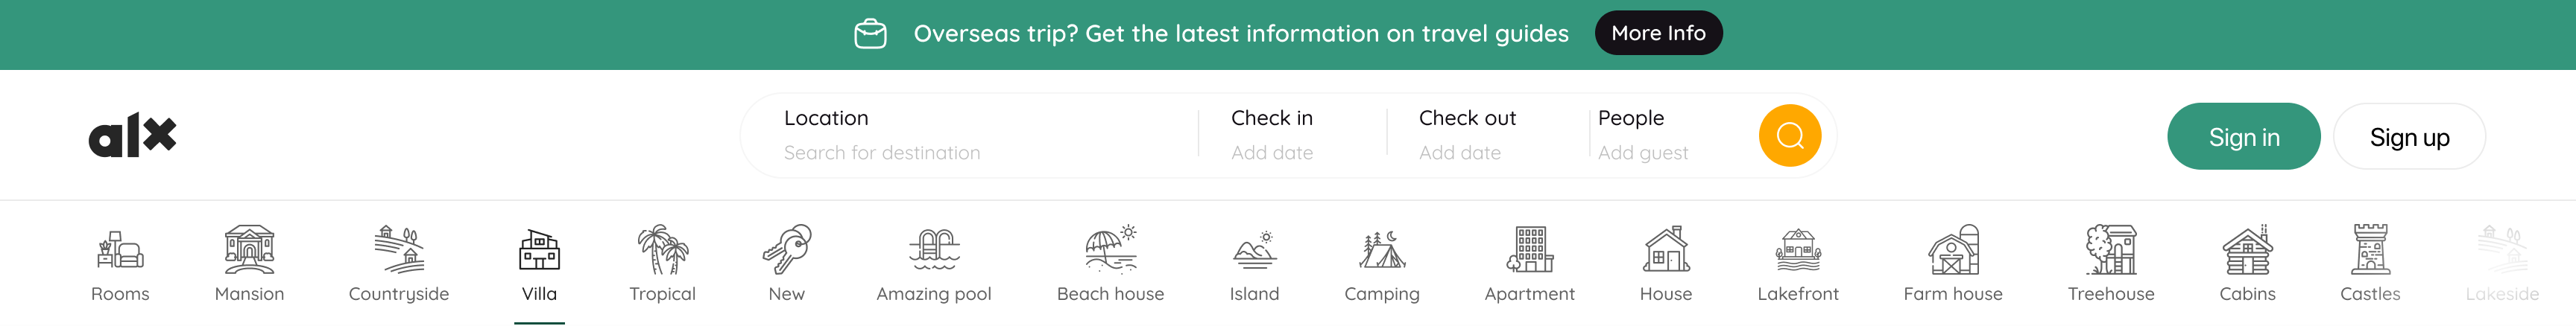 Overseas trip? Get the latest information on travel guides More Info
alx
Location Check in Check out People
Search for destination Add date Add date Add guest
Sign in Sign up
Rooms Mansion Countryside Villa Tropical New Amazing pool Beach house Island Camping Apartment House Lakefront Farm house Treehouse Cabins Castles Lakeside